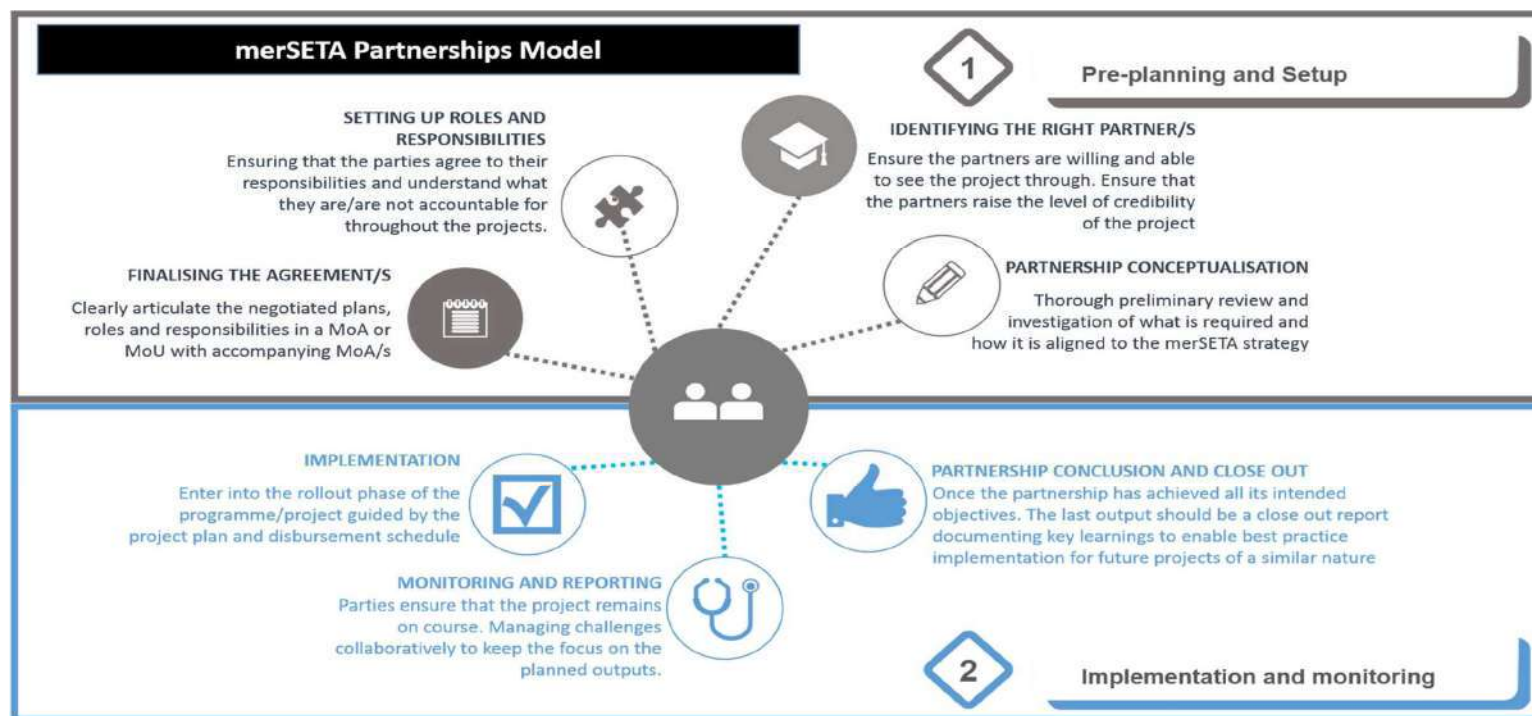 merSETA Partnerships Model
1
Pre-planning and Setup
SETTING UP ROLES AND
RESPONSIBILITIES
Ensuring that the parties agree to their
responsibilities and understand what
they are/are not accountable for
throughout the projects.
IDENTIFYING THE RIGHT PARTNER/S
Ensure the partners are willing and able
to see the project through. Ensure that
the partners raise the level of credibility
of the project
FINALISING THE AGREEMENT/S
Clearly articulate the negotiated plans,
roles and responsibilities in a MoA or
MoU with accompanying MoA/s
PARTNERSHIP CONCEPTUALISATION
Thorough preliminary review and
investigation of what is required and
how it is aligned to the merSETA strategy
IMPLEMENTATION
Enter into the rollout phase of the
programme/project guided by the
project plan and disbursement schedule
PARTNERSHIP CONCLUSION AND CLOSE OUT
Once the partnership has achieved all its intended
objectives. The last output should be a close out report
documenting key learnings to enable best practice
implementation for future projects of a similar nature
MONITORING AND REPORTING
Parties ensure that the project remains
on course. Managing challenges
collaboratively to keep the focus on the
planned outputs.
2
Implementation and monitoring